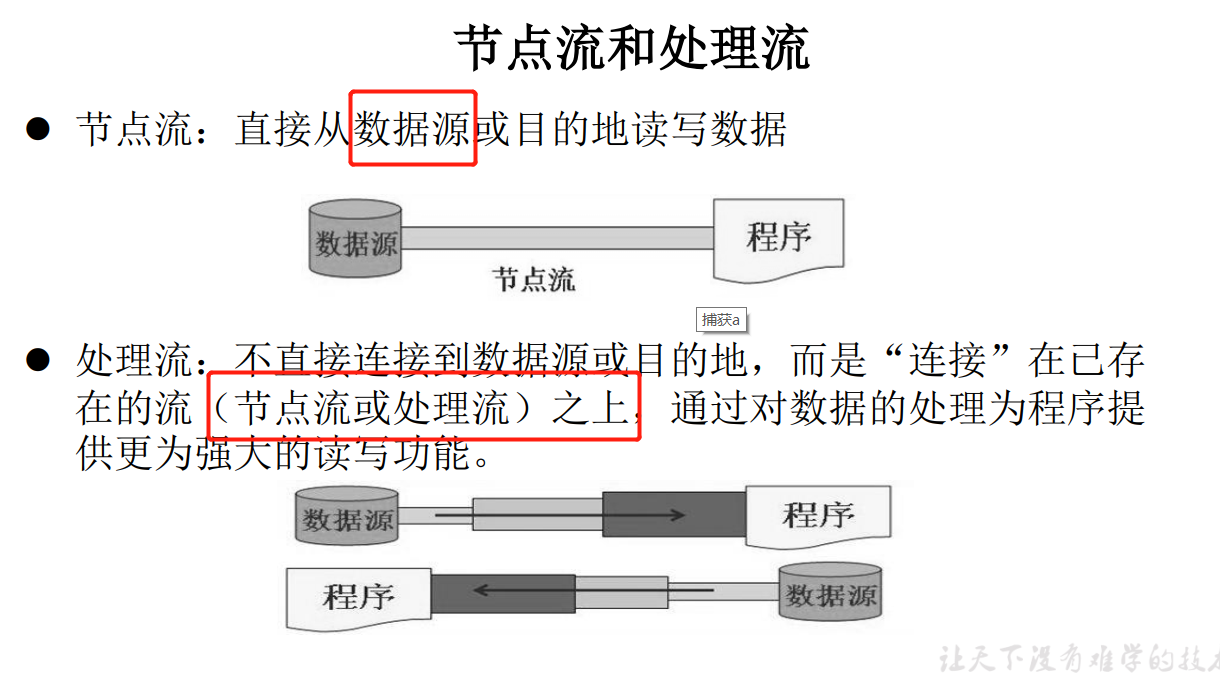 节点流和处理流
● 节点流：直接从数据源或目的地读写数据
数据源
程序
节点流
捕获a
● 处理流：不直接连接到数据源或目的地，而是“连接”在已存
在的流（节点流或处理流）之上，通过对数据的处理为程序提
供更为强大的读写功能。
数据源
程序
程序
数据源
让天下没有难学的技